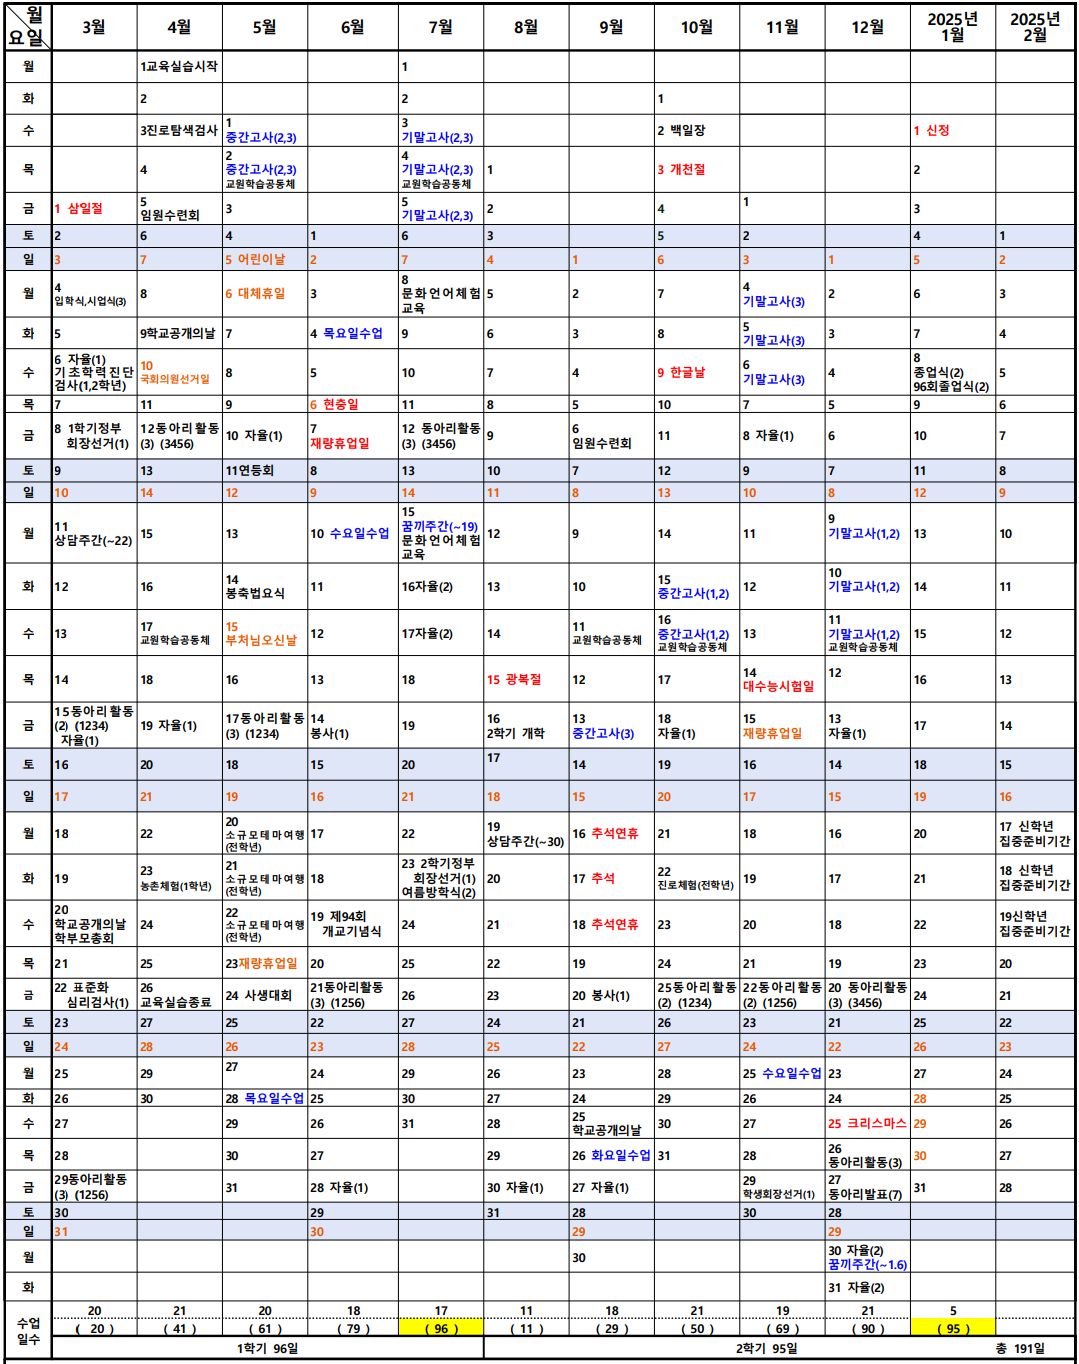 월
요일
3월 4월 5월 6월 7월 8월 9월 10월 11월 12월 2025년 1월 2025년 2월
월 1교육실습시작 1
화 2 2 1
수 3진로탐색검사 1 중간고사(2,3) 3 기말고사(2,3) 2 백일장 1 신정
목 4 2 중간고사(2,3) 교원학습공동체 4 기말고사(2,3) 교원학습공동체 1 3 개천절 2
금 1 삼일절 5 임원수련회 3 5 기말고사(2,3) 2 4 1 3
토 2 6 4 1 6 3 5 2 4 1
일 3 7 5 어린이날 2 7 4 1 6 3 1 5 2
월 4 입학식,시업식(3) 8 6 대체휴일 3 8 문화언어체험교육 5 2 7 4 기말고사(3) 2 6 3
화 5 9학교공개의날 7 4 목요일수업 9 6 3 8 5 기말고사(3) 3 7 4
수 6 자율(1) 기초학력진단검사(1,2학년) 10 국회의원선거일 8 5 10 7 4 9 한글날 6 기말고사(3) 4 8 종업식(2) 96회졸업식(2) 5
목 7 11 9 6 현충일 11 8 5 10 7 5 9 6
금 8 1학기정부회장선거(1) 12동아리활동(3) (3456) 10 자율(1) 7 재량휴업일 12 동아리활동(3) (3456) 9 6 임원수련회 11 8 자율(1) 6 10 7
토 9 13 11연등회 8 13 10 7 12 9 7 11 8
일 10 14 12 9 14 11 8 13 10 8 12 9
월 11 상담주간(~22) 15 13 10 수요일수업 15 꿈끼주간(~19) 문화언어체험교육 12 9 14 11 9 기말고사(1,2) 13 10
화 12 16 14 봉축법요식 11 16자율(2) 13 10 15 중간고사(1,2) 12 10 기말고사(1,2) 14 11
수 13 17 교원학습공동체 15 부처님오신날 12 17자율(2) 14 11 교원학습공동체 16 중간고사(1,2) 교원학습공동체 13 11 기말고사(1,2) 교원학습공동체 15 12
목 14 18 16 13 18 15 광복절 12 17 14 대수능시험일 12 16 13
금 15동아리활동(2) (1234) 자율(1) 19 자율(1) 17동아리활동(3) (1234) 14 봉사(1) 19 16 2학기 개학 13 중간고사(3) 18 자율(1) 15 재량휴업일 13 자율(1) 17 14
토 16 20 18 15 20 17 14 19 16 14 18 15
일 17 21 19 16 21 18 15 20 17 15 19 16
월 18 22 20 소규모테마여행(전학년) 17 22 19 상담주간(~30) 16 추석연휴 21 18 16 20 17 신학년 집중준비기간
화 19 23 농촌체험(1학년) 21 소규모테마여행(전학년) 18 23 2학기정부회장선거(1) 여름방학식(2) 20 17 추석 22 진로체험(전학년) 19 17 21 18 신학년 집중준비기간
수 20 학교공개의날 학부모총회 24 22 소규모테마여행(전학년) 19 제94회 개교기념식 24 21 18 추석연휴 23 20 18 22 19신학년 집중준비기간
목 21 25 23재량휴업일 20 25 22 19 24 21 19 23 20
금 22 표준화 심리검사(1) 26 교육실습종료 24 사생대회 21동아리활동(3) (1256) 26 23 20 봉사(1) 25동아리활동(2) (1234) 22동아리활동(2) (1256) 20 동아리활동(3) (3456) 24 21
토 23 27 25 22 27 24 21 26 23 21 25 22
일 24 28 26 23 28 25 22 27 24 22 26 23
월 25 29 27 24 29 26 23 28 25 수요일수업 23 27 24
화 26 30 28 목요일수업 25 30 27 24 29 26 24 28 25
수 27 29 26 31 28 25 학교공개의날 30 27 25 크리스마스 29 26
목 28 30 27 29 26 화요일수업 31 28 26 동아리활동(3) 30 27
금 29동아리활동(3) (1256) 31 28 자율(1) 30 자율(1) 27 자율(1) 29 학생회장선거(1) 27 동아리발표(7) 31 28
토 30 29 31 28 30 28
일 31 30 29 29
월 30 30 자율(2) 꿈끼주간(~1.6)
화 31 자율(2)
수업일수 20 21 20 18 17 11 18 21 19 21 5
( 20 ) ( 41 ) ( 61 ) ( 79 ) ( 96 ) ( 11 ) ( 29 ) ( 50 ) ( 69 ) ( 90 ) ( 95 )
1학기 96일 2학기 95일 총 191일